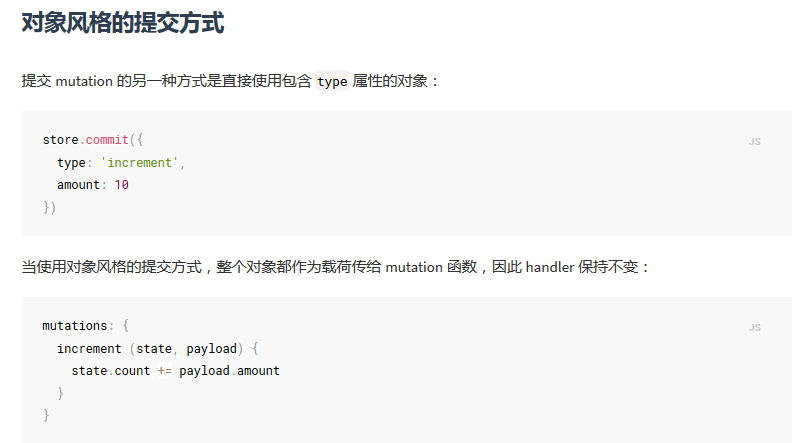 对象风格的提交方式
提交 mutation 的另一种方式是直接使用包含 type 属性的对象：
JS
store.commit({
  type: 'increment',
  amount: 10
})
当使用对象风格的提交方式，整个对象都作为载荷传给 mutation 函数，因此 handler 保持不变：
JS
mutations: {
  increment (state, payload) {
    state.count += payload.amount
  }
}